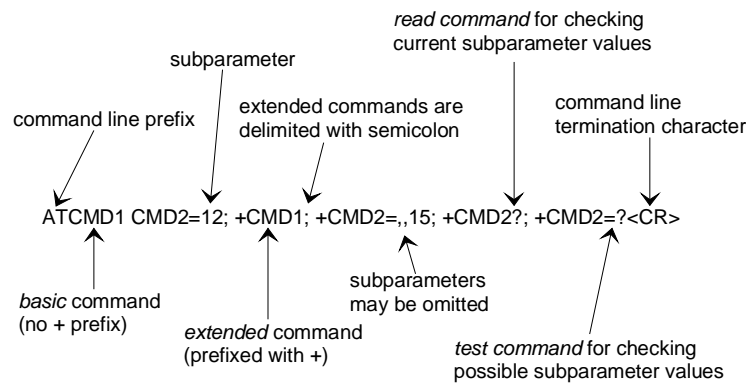 read command for checking
current subparameter values
subparameter
extended commands are
delimited with semicolon
command line
termination character
command line prefix
ATCMD1 CMD2=12; +CMD1; +CMD2=,,15; +CMD2?; +CMD2=?<CR>
basic command
(no + prefix)
extended command
(prefixed with +)
subparameters
may be omitted
test command for checking
possible subparameter values